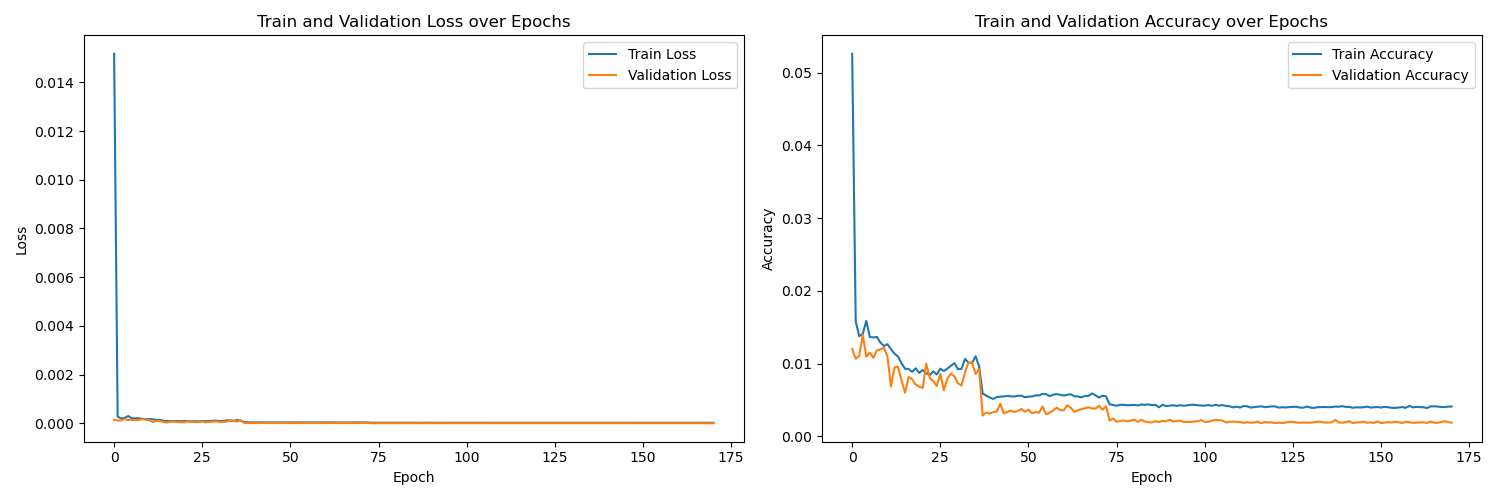 Train and Validation Loss over Epochs
Train Loss
Validation Loss
0.014
0.012
0.010
0.008
0.006
0.004
0.002
0.000
Loss
0 25 50 75 100 125 150 175
Epoch
Train and Validation Accuracy over Epochs
Train Accuracy
Validation Accuracy
0.05
0.04
0.03
0.02
0.01
0.00
Accuracy
0 25 50 75 100 125 150 175
Epoch